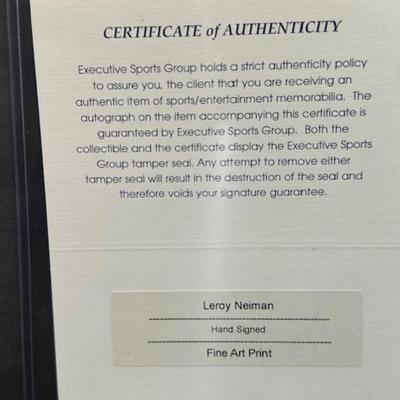 CERTIFICATE of AUTHENTICITY
Executive Sports Group holds a strict authenticity policy
to assure you, the client that you are receiving an
authentic item of sports/entertainment memorabilia. The
autograph on the item accompanying this certificate is
guaranteed by Executive Sports Group. Both the
collectible and the certificate display the Executive Sports
Group tamper seal. Any attempt to remove either
tamper seal will result in the destruction of the seal and
therefore voids your signature guarantee.
Leroy Neiman
Hand Signed
Fine Art Print